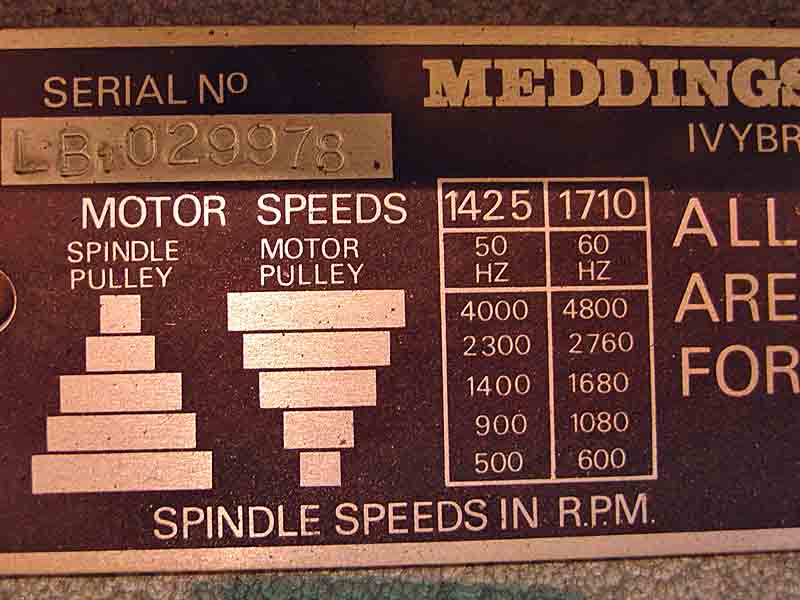 SERIAL Nº
MEDDINGS
LB. 029978
IVYBR
MOTOR SPEEDS
SPINDLE PULLEY
MOTOR PULLEY
1425 1710
50 HZ 60 HZ
4000 4800
2300 2760
1400 1680
900 1080
500 600
ALL
ARE
FOR
SPINDLE SPEEDS IN R.P.M.